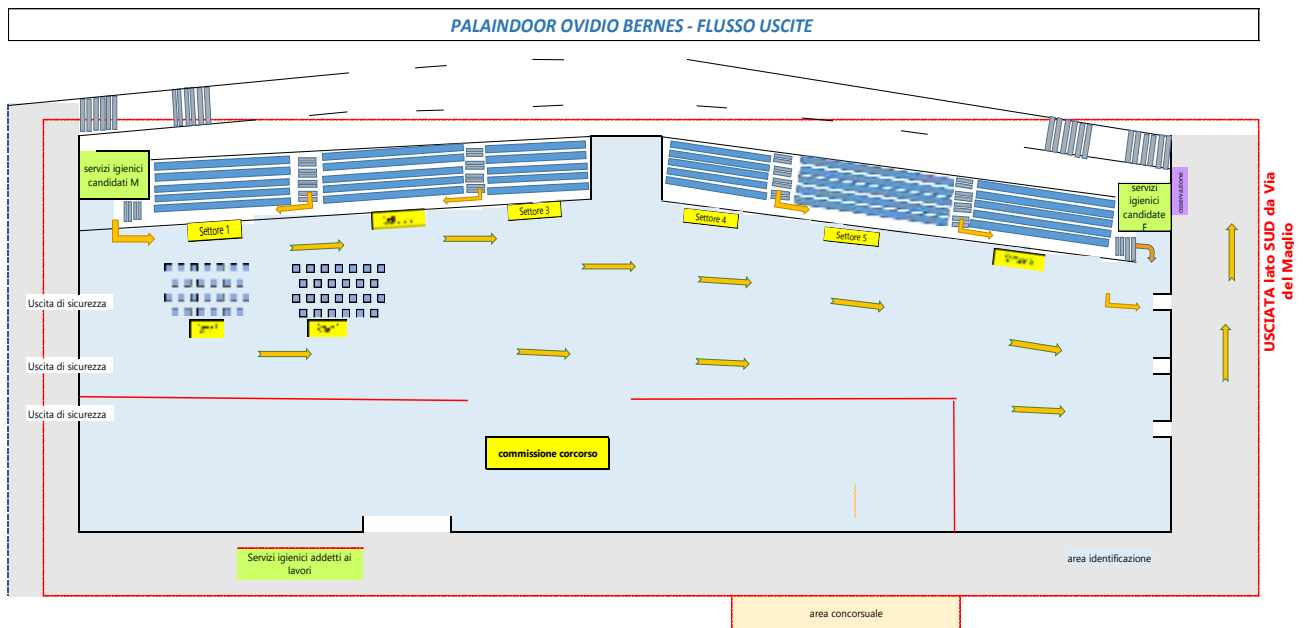 PALAINDOOR OVIDIO BERNES - FLUSSO USCITE
servizi igienici
candidati M
servizi
igienici
candidate
F
osservazione
Settore 1
Settore 3
Settore 4
Settore 5
USCIATA lato SUD da Via
del Maglio
Uscita di sicurezza
Uscita di sicurezza
Uscita di sicurezza
commissione corcorso
Servizi igienici addetti ai
lavori
area identificazione
area concorsuale